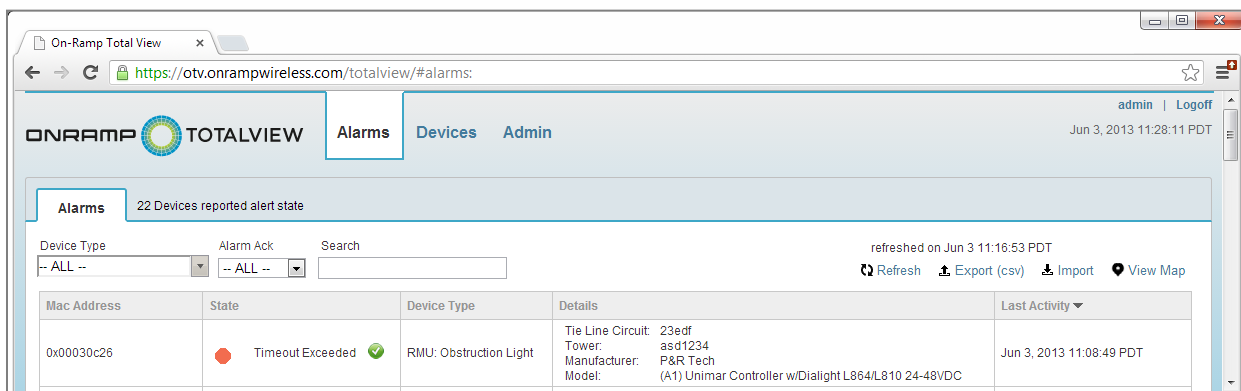 On-Ramp Total View
https://otv.onrampwireless.com/totalview/#alarms:
admin | Logoff
ONRAMP TOTALVIEW Alarms Devices Admin
Jun 3, 2013 11:28:11 PDT
Alarms 22 Devices reported alert state
Device Type Alarm Ack Search
refreshed on Jun 3 11:16:53 PDT
-- ALL -- -- ALL --
Refresh Export (csv) Import View Map
Mac Address State Device Type Details Last Activity
0x00030c26 Timeout Exceeded RMU: Obstruction Light
Tie Line Circuit: 23edf
Tower: asd1234
Manufacturer: P&R Tech
Model: (A1) Unimar Controller w/Dialight L864/L810 24-48VDC
Jun 3, 2013 11:08:49 PDT